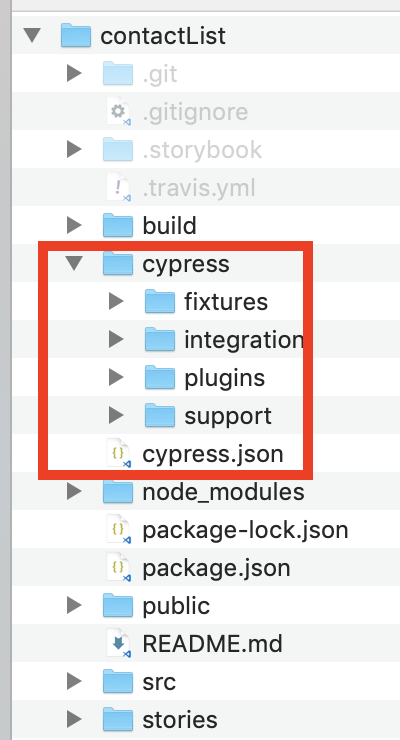 contactList
.git
.gitignore
.storybook
.travis.yml
build
cypress
fixtures
integration
plugins
support
cypress.json
node_modules
package-lock.json
package.json
public
README.md
src
stories